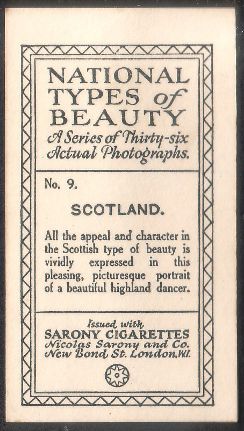 NATIONAL
TYPES of
BEAUTY
A Series of Thirty-six
Actual Photographs.
No. 9.
SCOTLAND.
All the appeal and character in
the Scottish type of beauty is
vividly expressed in this
pleasing, picturesque portrait
of a beautiful highland dancer.
Issued with
SARONY CIGARETTES
Nicolas Sarony and Co.
New Bond St. London, W1.